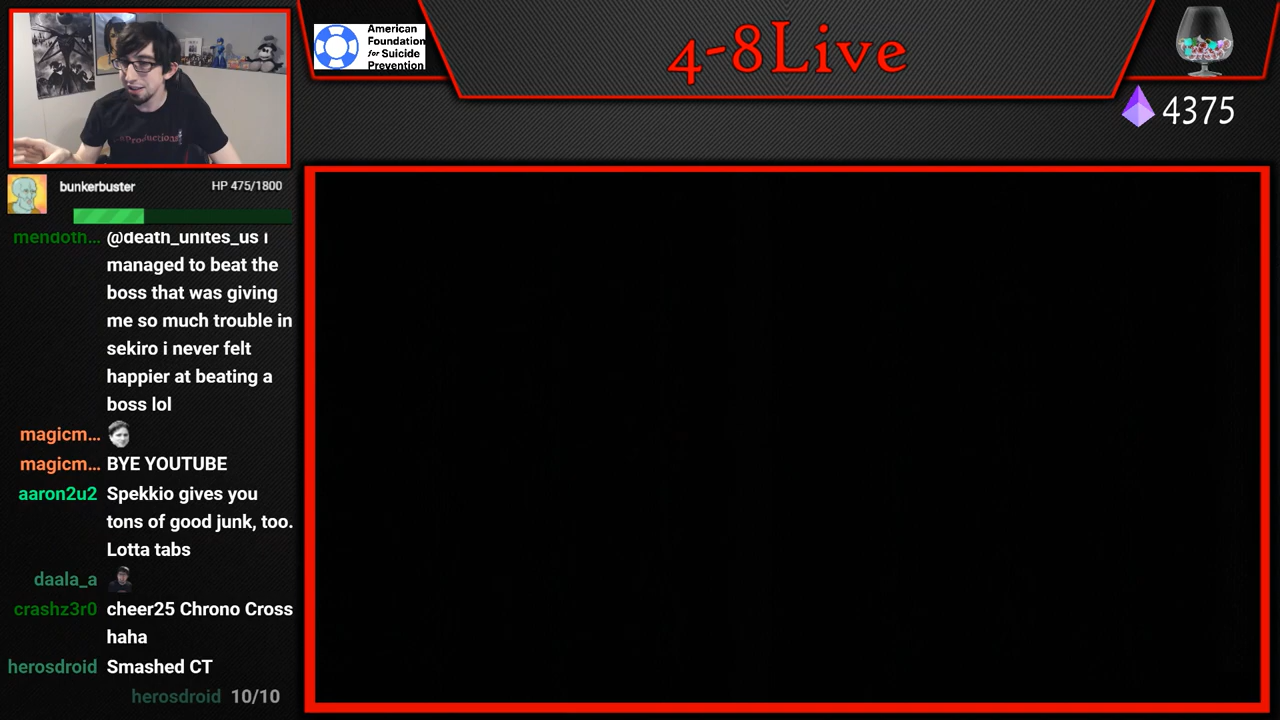 American
Foundation
for Suicide
Prevention
4-8Live
4375
bunkerbuster HP 475/1800
mendoth... @death_unites_us i
managed to beat the
boss that was giving
me so much trouble in
sekiro i never felt
happier at beating a
boss lol
magicm...
magicm... BYE YOUTUBE
aaron2u2 Spekkio gives you
tons of good junk, too.
Lotta tabs
daala_a
crashz3r0 cheer25 Chrono Cross
haha
herosdroid Smashed CT
herosdroid 10/10